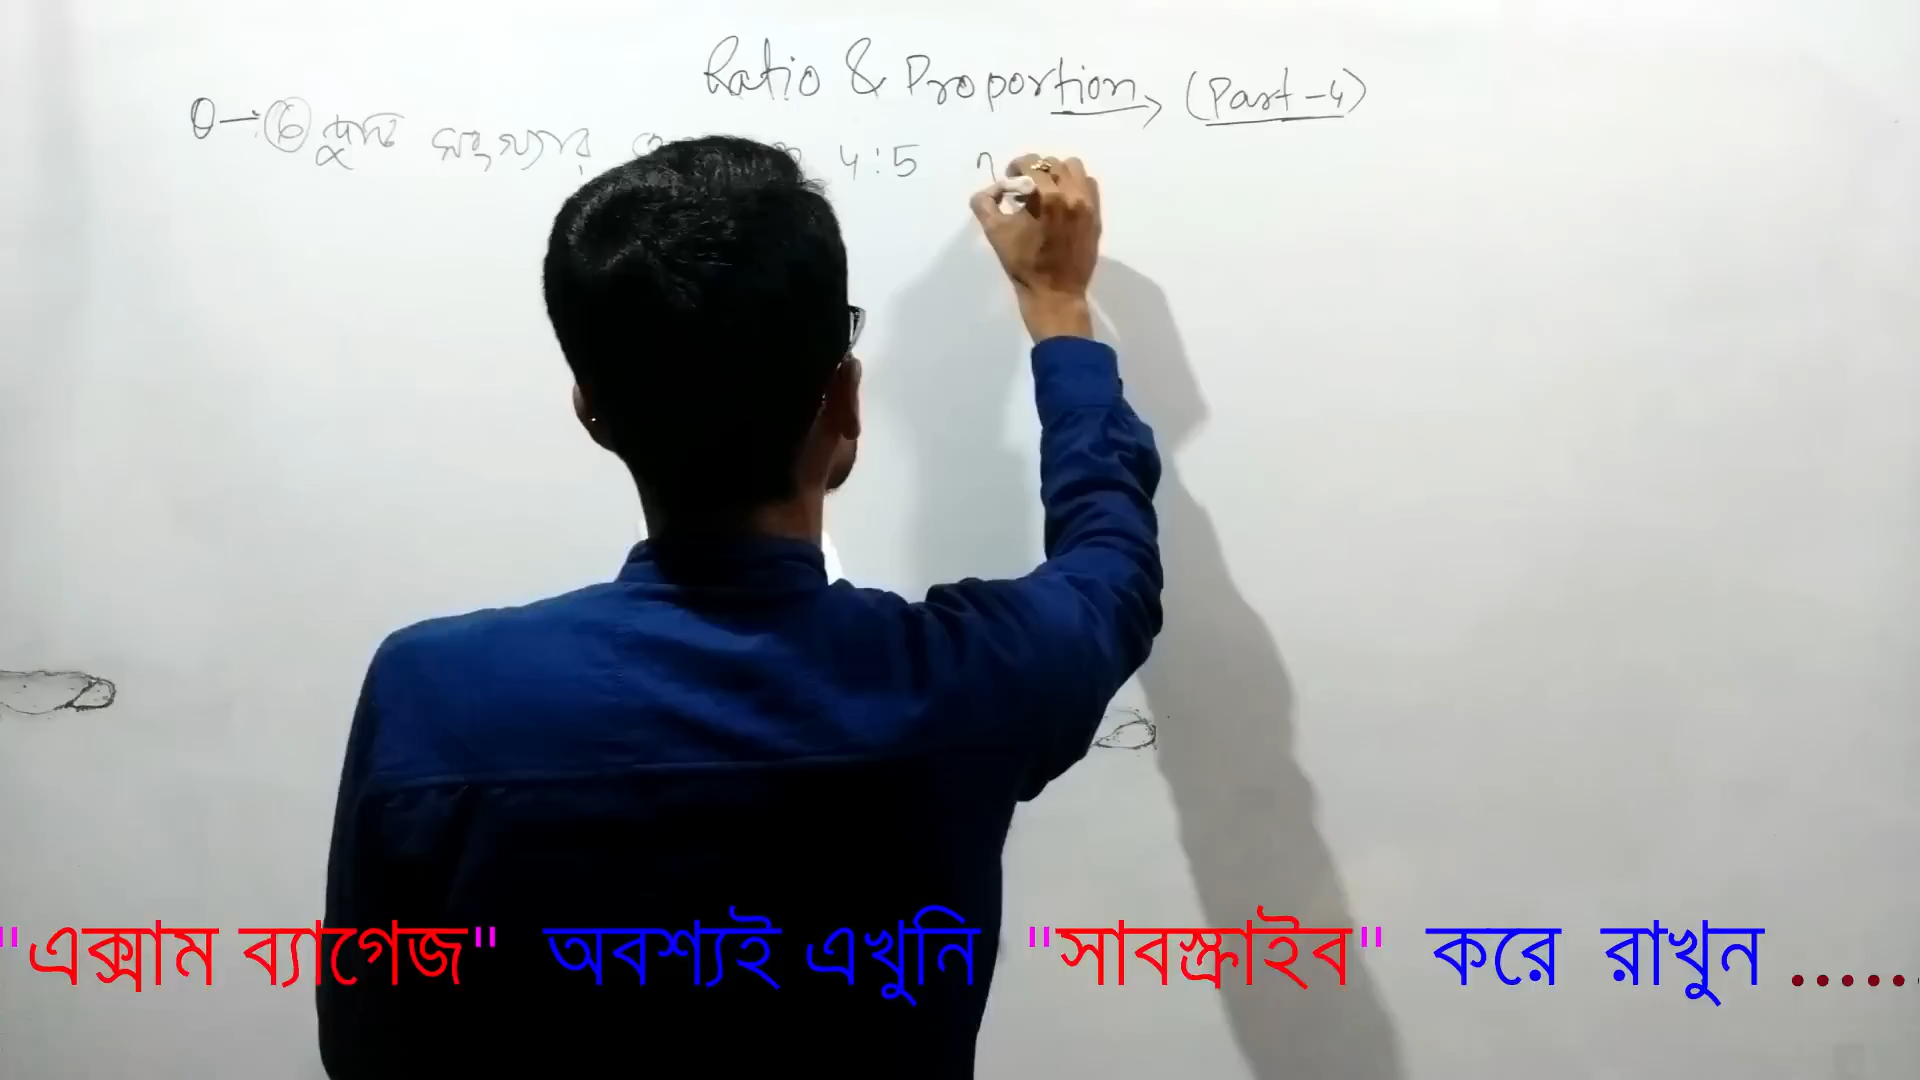 Ratio & Proportion (Part-4)
Q→ ⑥ দুটি সংখ্যার 4:5
"এক্সাম ব্যাগেজ" অবশ্যই এখুনি "সাবস্ক্রাইব" করে রাখুন ......